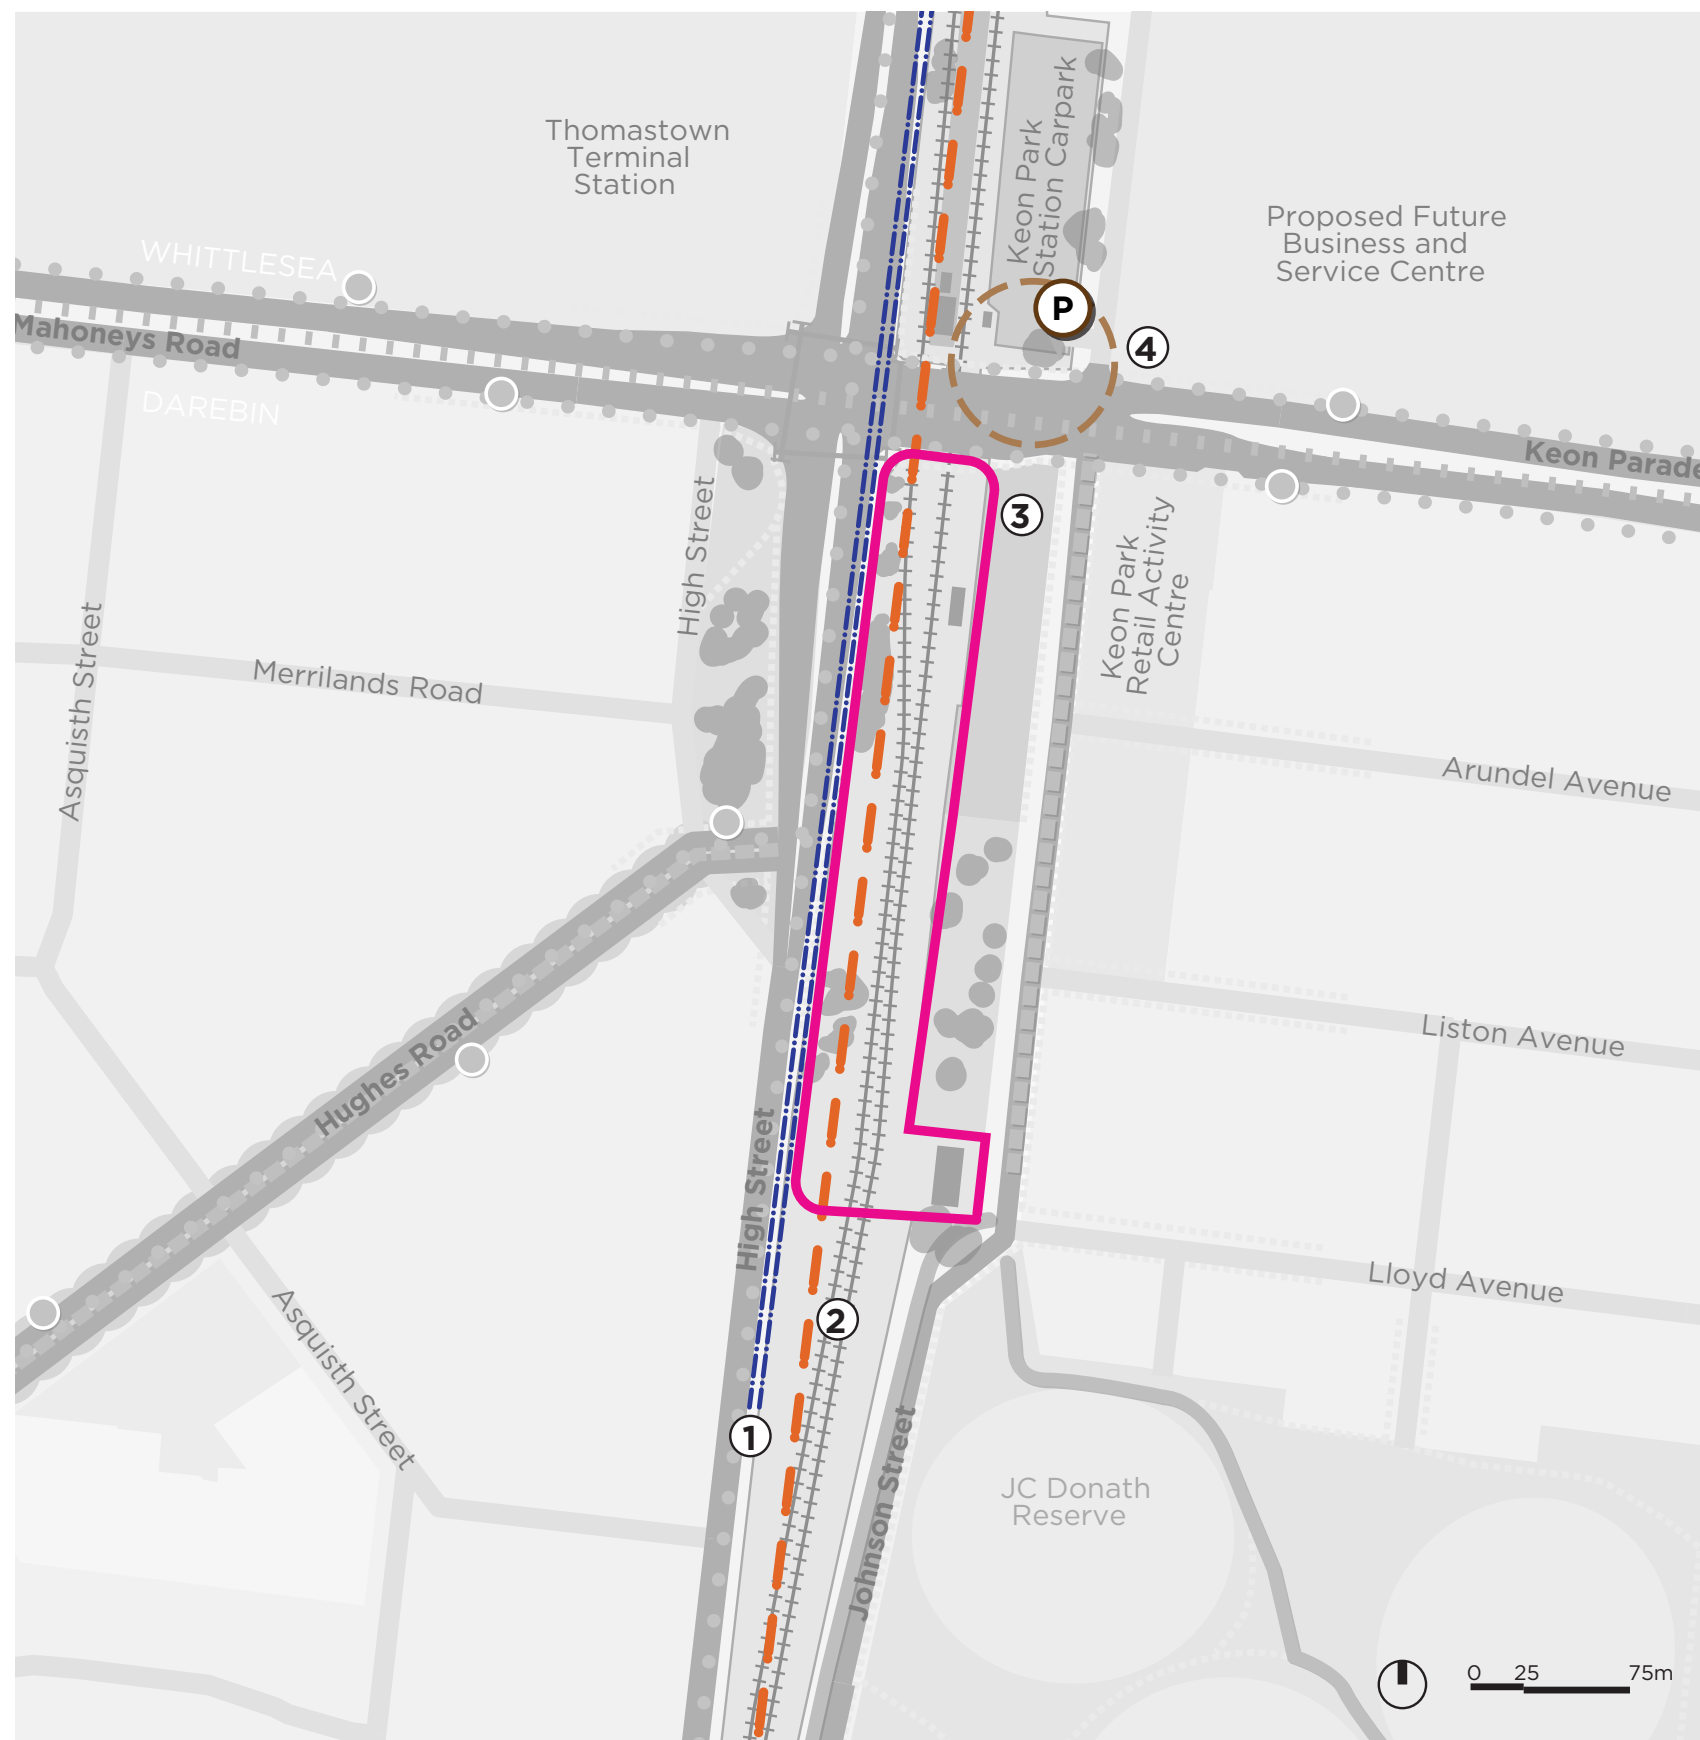 Thomastown
Terminal
Station
Keon Park
Station Carpark
Proposed Future
Business and
Service Centre
WHITTLESEA
P
Mahoneys Road
4
DAREBIN
Keon Parade
3
High Street
Keon Park
Retail Activity
Centre
Asquisth Street
Merrilands Road
Arundel Avenue
Hughes Road
Liston Avenue
High Street
Lloyd Avenue
2
Asquisth Street
1
Johnson Street
JC Donath
Reserve
0 25 75m